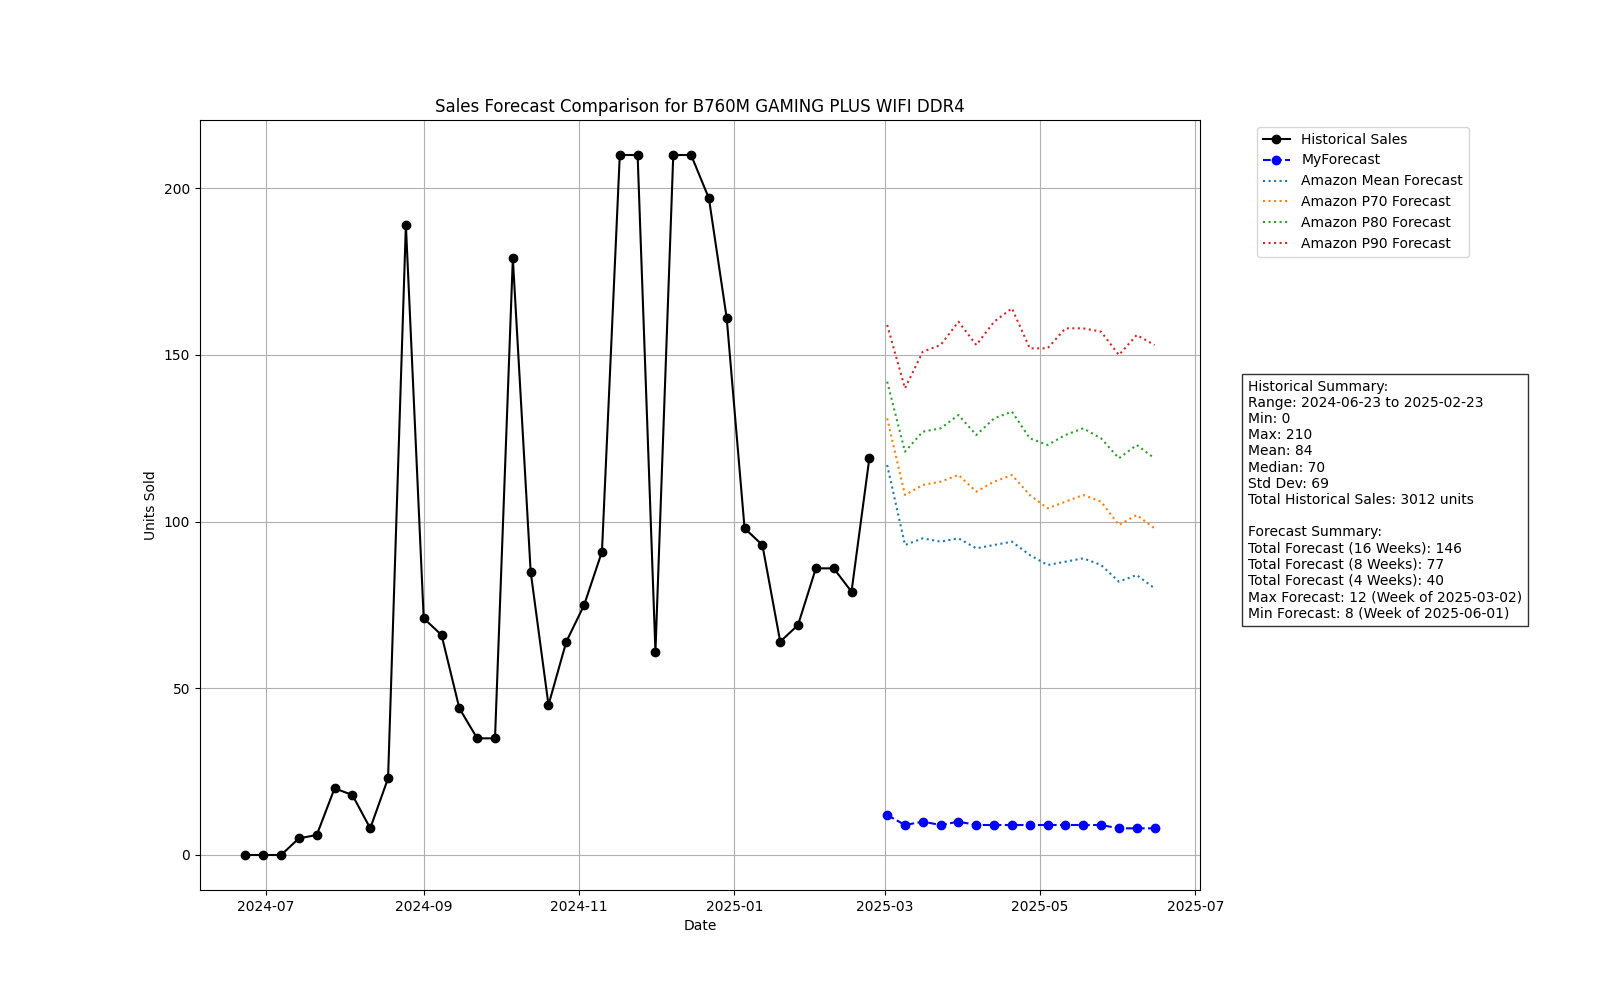 Sales Forecast Comparison for B760M GAMING PLUS WIFI DDR4
Historical Sales
MyForecast
Amazon Mean Forecast
Amazon P70 Forecast
Amazon P80 Forecast
Amazon P90 Forecast
Units Sold
200
150
100
50
0
2024-07
2024-09
2024-11
2025-01
2025-03
2025-05
2025-07
Date
Historical Summary:
Range: 2024-06-23 to 2025-02-23
Min: 0
Max: 210
Mean: 84
Median: 70
Std Dev: 69
Total Historical Sales: 3012 units
Forecast Summary:
Total Forecast (16 Weeks): 146
Total Forecast (8 Weeks): 77
Total Forecast (4 Weeks): 40
Max Forecast: 12 (Week of 2025-03-02)
Min Forecast: 8 (Week of 2025-06-01)